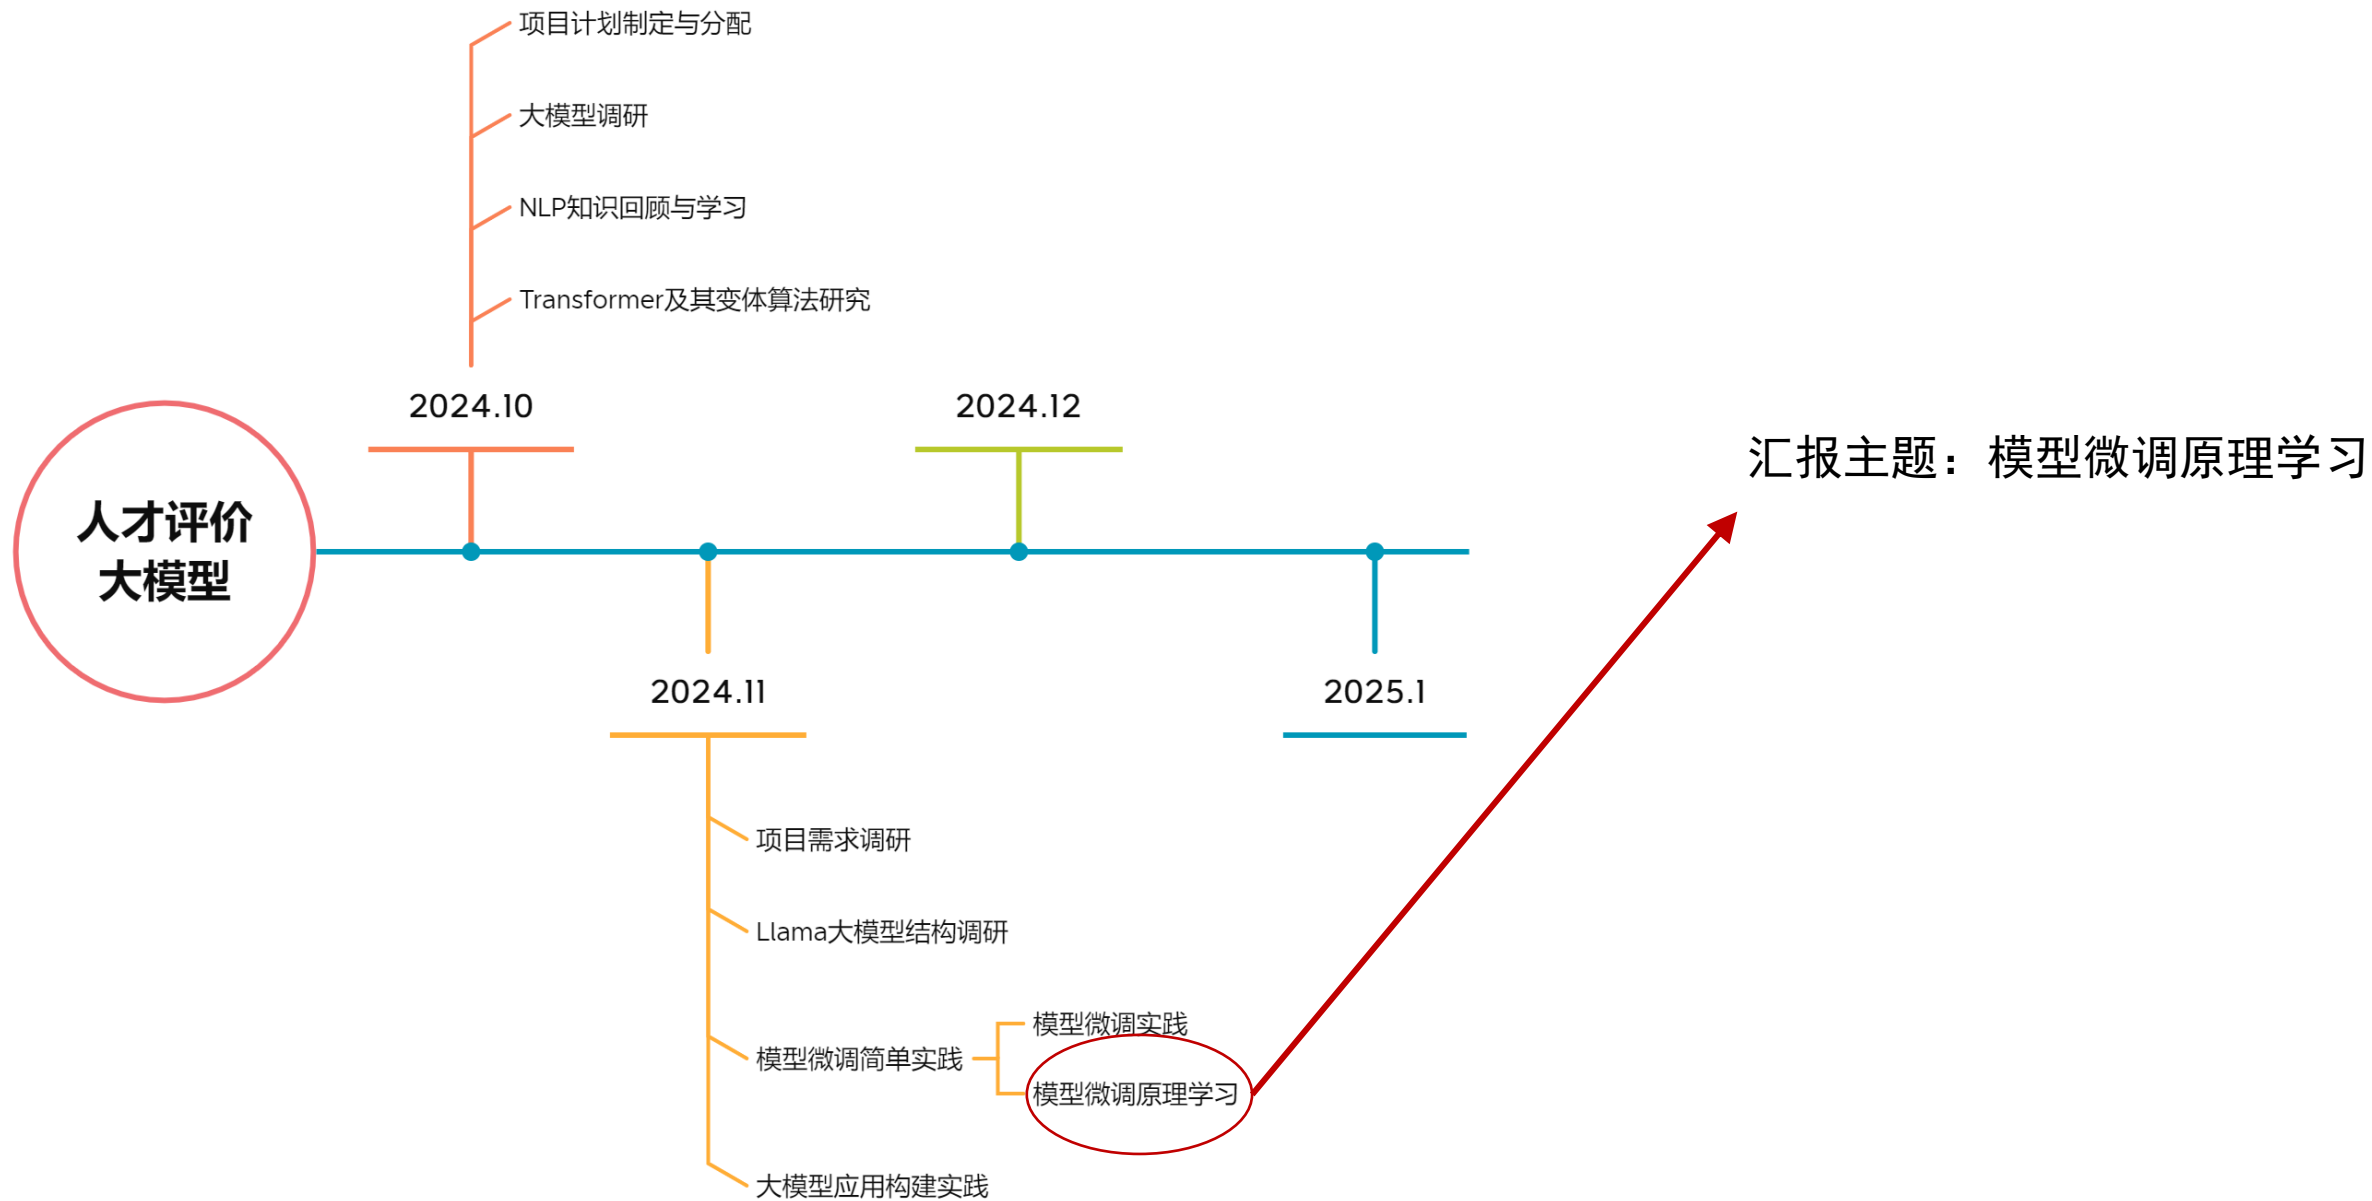 项目计划制定与分配
大模型调研
NLP知识回顾与学习
Transformer及其变体算法研究
2024.10
2024.12
汇报主题：模型微调原理学习
人才评价
大模型
2024.11
2025.1
项目需求调研
Llama大模型结构调研
模型微调简单实践
模型微调实践
模型微调原理学习
大模型应用构建实践